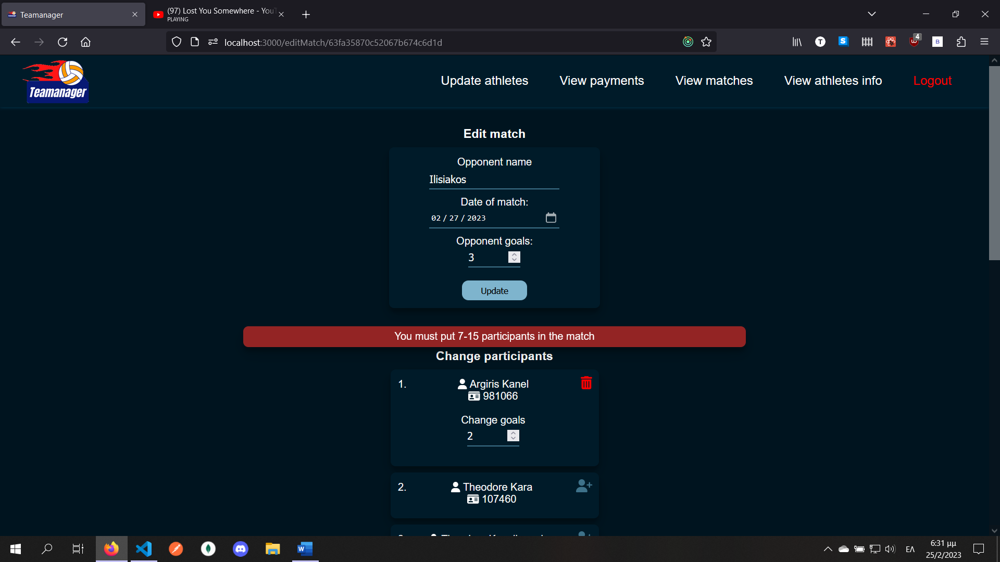 Teamanager
(97) Lost You Somewhere - YouT
PLAYING
localhost:3000/editMatch/63fa35870c52067b674c6d1d
4
Teamanager
Update athletes
View payments
View matches
View athletes info
Logout
Edit match
Opponent name
Ilisiakos
Date of match:
02 / 27 / 2023
Opponent goals:
3
Update
You must put 7-15 participants in the match
Change participants
1.
Argiris Kanel
981066
Change goals
2
2.
Theodore Kara
107460
ΕΛ
6:31 μμ
25/2/2023